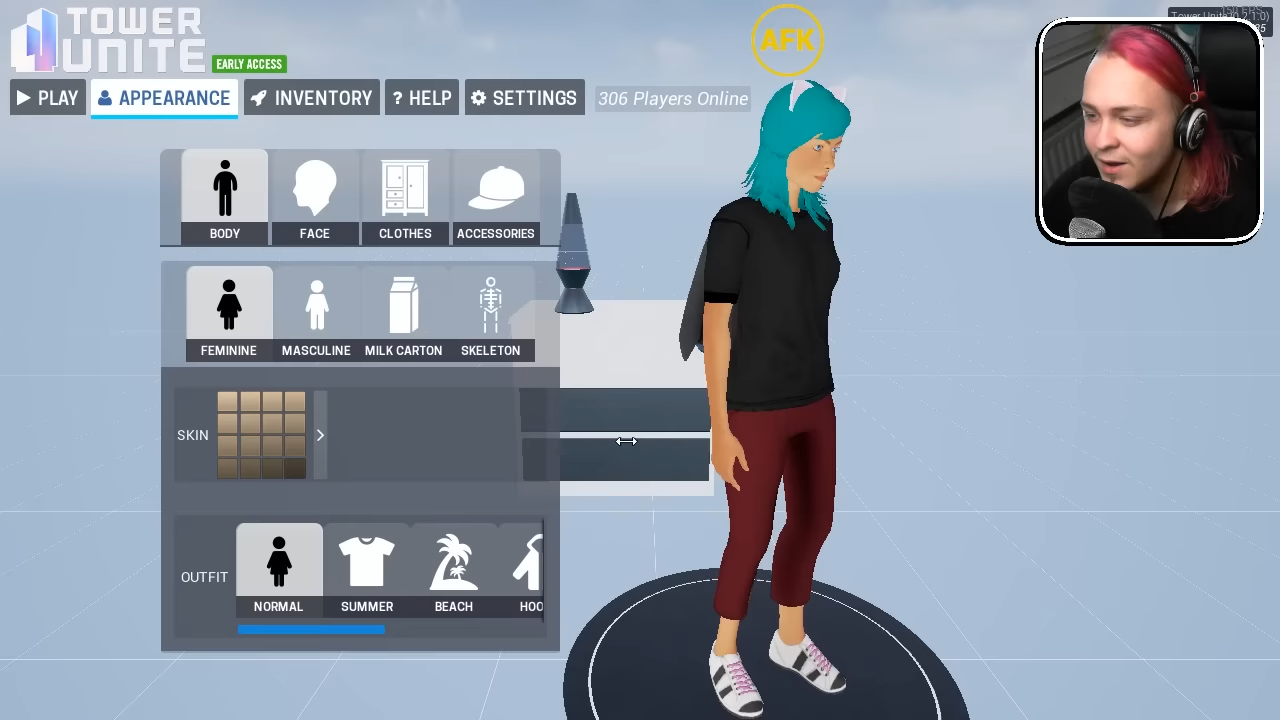 TOWER
UNITE
EARLY ACCESS
AFK
PLAY
APPEARANCE
INVENTORY
? HELP
SETTINGS
306 Players Online
BODY
FACE
CLOTHES
ACCESSORIES
FEMININE
MASCULINE
MILK CARTON
SKELETON
SKIN
OUTFIT
NORMAL
SUMMER
BEACH
HOO